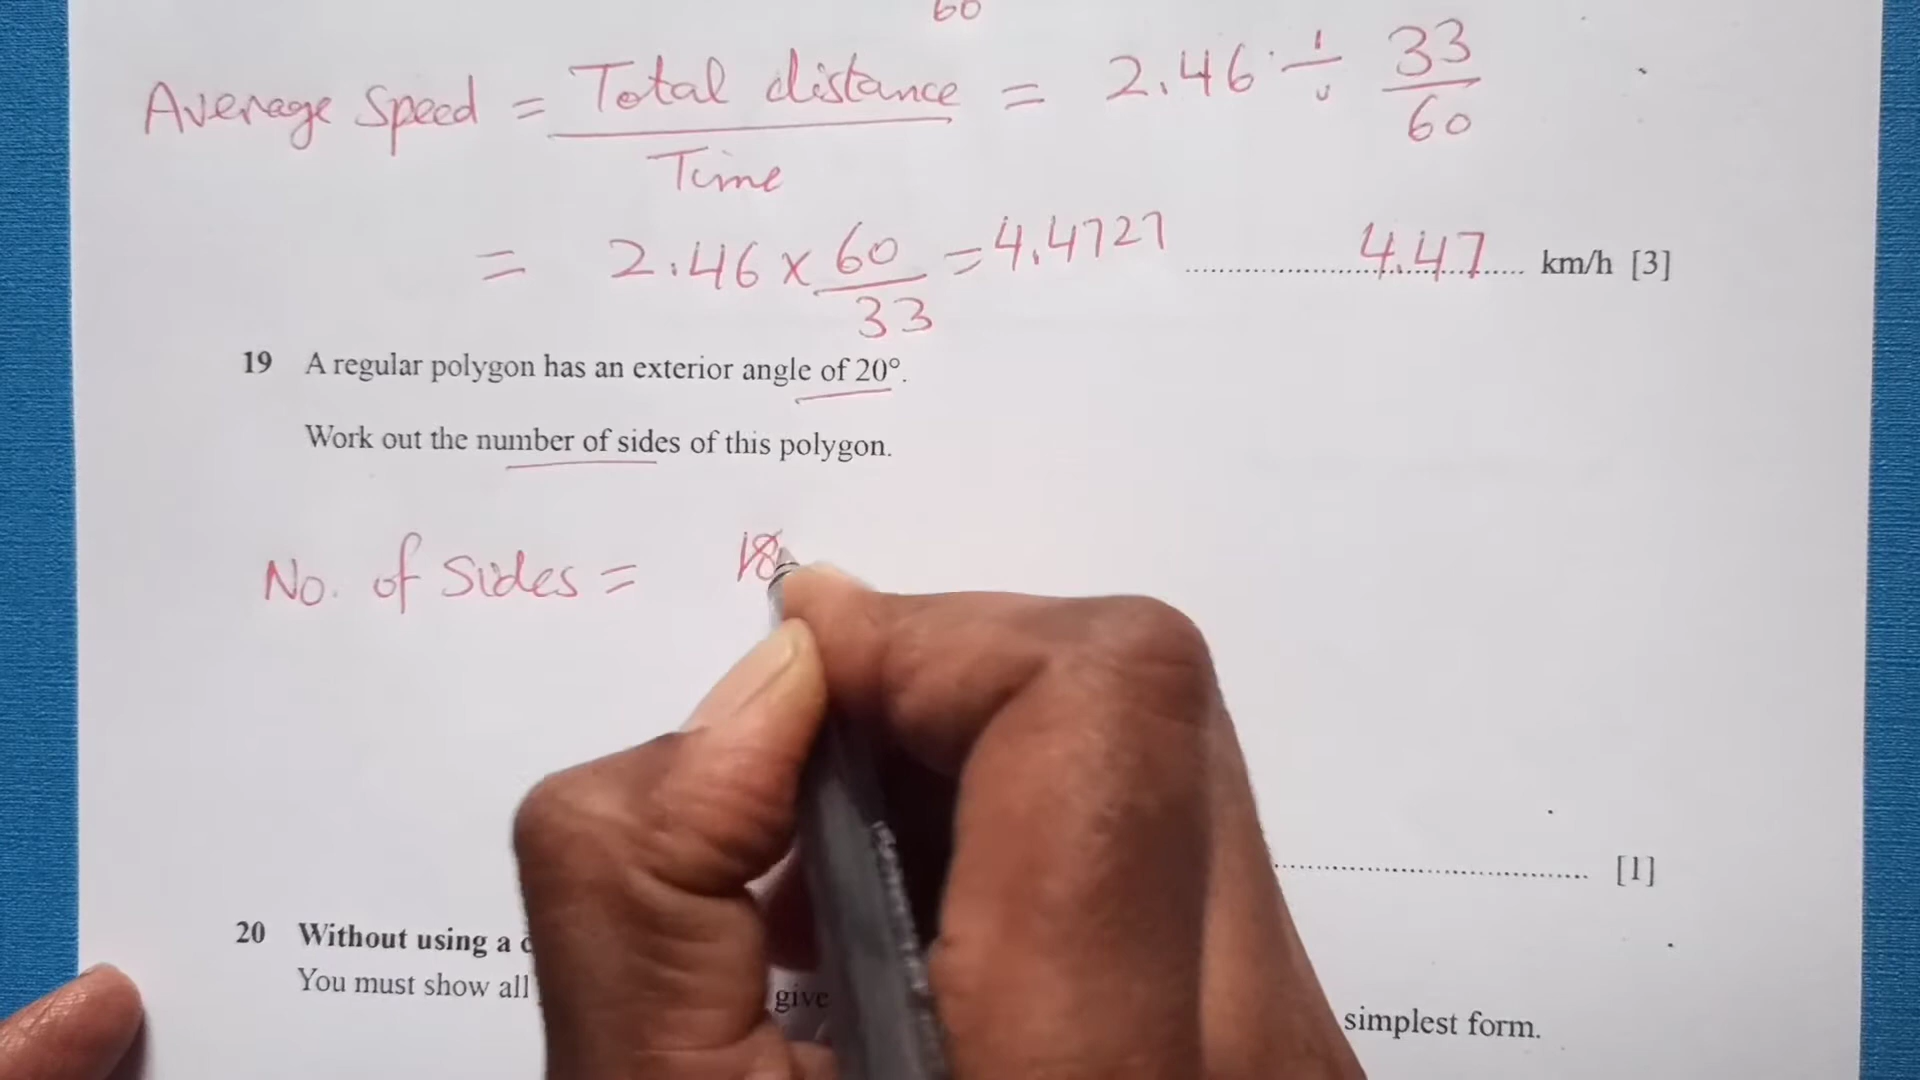 60
Average Speed = Total distance / Time = 2.46 ÷ 33/60
= 2.46 × 60/33 = 4.4727 .......... 4.47 ..... km/h [3]
19 A regular polygon has an exterior angle of 20°.
Work out the number of sides of this polygon.
No. of Sides = 18
.......... [1]
20 Without using a
You must show all give simplest form.